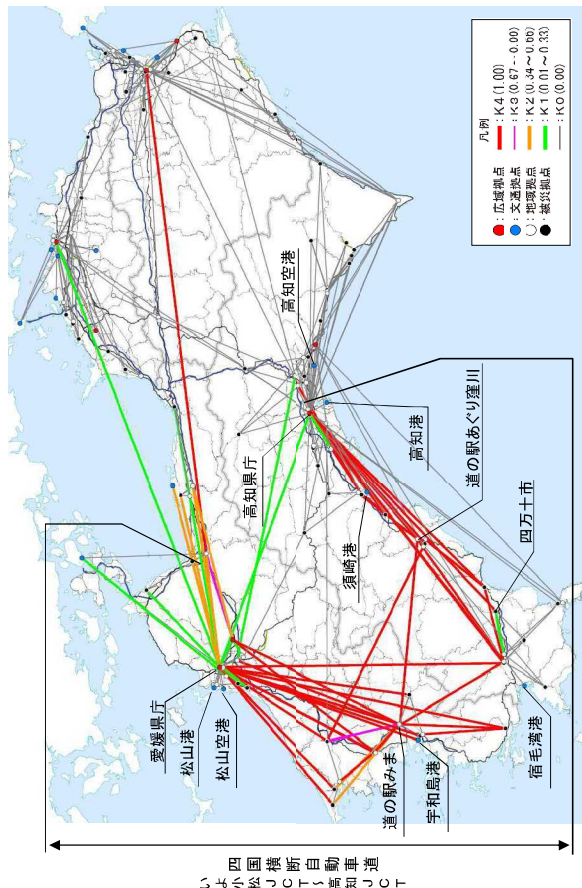 凡例
●：広域拠点
●：交通拠点
○：地域拠点
●：被災拠点
：K4 (1.00)
：K3 (0.67～0.00)
：K2 (0.34～0.66)
：K1 (0.01～0.33)
：K0 (0.00)
高知空港
道の駅あぐり窪川
高知港
高知県庁
四万十市
須崎港
愛媛県庁
松山港
松山空港
道の駅みま
宇和島港
宿毛湾港
四国横断自動車道
いよ小松JCT～高知JCT